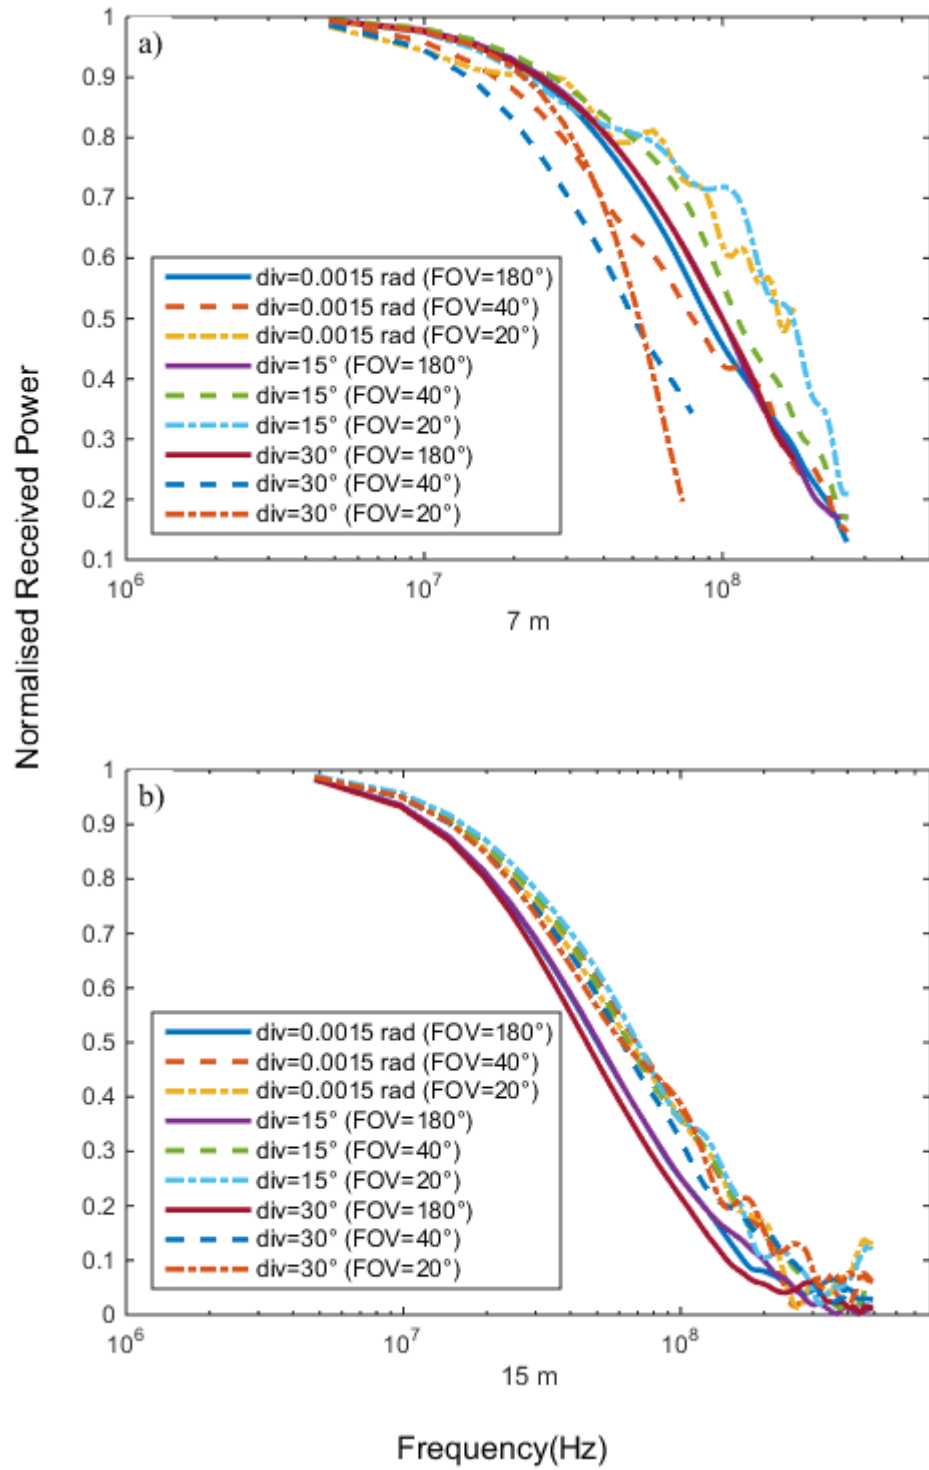 Normalised Received Power
a)
1
0.9
0.8
0.7
0.6
0.5
0.4
0.3
0.2
0.1
div=0.0015 rad (FOV=180°)
div=0.0015 rad (FOV=40°)
div=0.0015 rad (FOV=20°)
div=15° (FOV=180°)
div=15° (FOV=40°)
div=15° (FOV=20°)
div=30° (FOV=180°)
div=30° (FOV=40°)
div=30° (FOV=20°)
10⁶ 10⁷ 10⁸
7 m
b)
1
0.9
0.8
0.7
0.6
0.5
0.4
0.3
0.2
0.1
0
div=0.0015 rad (FOV=180°)
div=0.0015 rad (FOV=40°)
div=0.0015 rad (FOV=20°)
div=15° (FOV=180°)
div=15° (FOV=40°)
div=15° (FOV=20°)
div=30° (FOV=180°)
div=30° (FOV=40°)
div=30° (FOV=20°)
10⁶ 10⁷ 10⁸
15 m
Frequency(Hz)